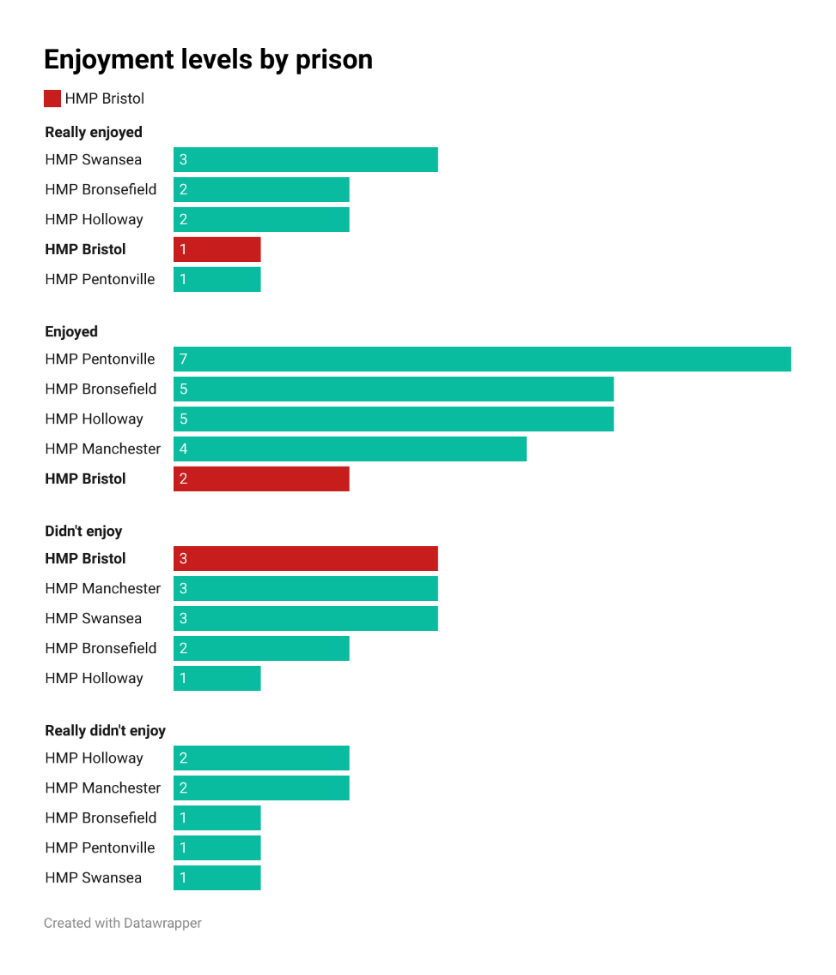 Enjoyment levels by prison
HMP Bristol
Really enjoyed
HMP Swansea 3
HMP Bronsefield 2
HMP Holloway 2
HMP Bristol 1
HMP Pentonville 1
Enjoyed
HMP Pentonville 7
HMP Bronsefield 5
HMP Holloway 5
HMP Manchester 4
HMP Bristol 2
Didn't enjoy
HMP Bristol 3
HMP Manchester 3
HMP Swansea 3
HMP Bronsefield 2
HMP Holloway 1
Really didn't enjoy
HMP Holloway 2
HMP Manchester 2
HMP Bronsefield 1
HMP Pentonville 1
HMP Swansea 1
Created with Datawrapper